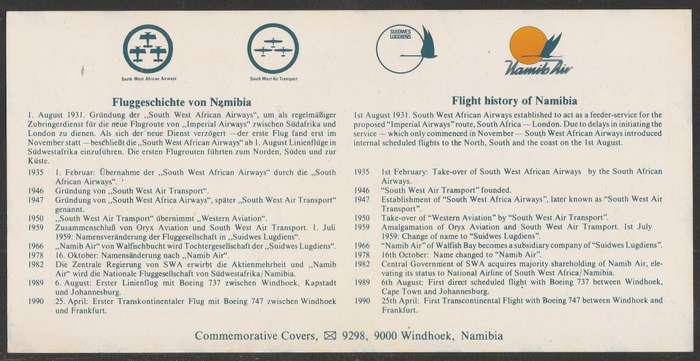 South West African Airways
South West Air Transport
SUIDWES
LUGDIENS
Namib Air
Fluggeschichte von Namibia
1. August 1931. Gründung der „South West African Airways", um als regelmäßiger
Zubringerdienst für die neue Flugroute von „Imperial Airways" zwischen Südafrika und
London zu dienen. Als sich der neue Dienst verzögert —der erste Flug fand erst im
November statt — beschließt die „South West African Airways" ab 1. August Linienflüge in
Südwestafrika einzuführen. Die ersten Flugrouten führten zum Norden, Süden und zur
Küste.
1935 1. Februar: Übernahme der „South West African Airways" durch die „South
African Airways".
1946 Gründung von „South West Air Transport".
1947 Gründung von „South West Africa Airways", später „South West Air Transport"
genannt.
1950 „South West Air Transport" übernimmt „Western Aviation".
1959 Zusammenschluß von Oryx Aviation und South West Air Transport. 1. Juli
1959: Namensveränderung der Fluggesellschaft in „Suidwes Lugdiens".
1966 „Namib Air" von Walfischbucht wird Tochtergesellschaft der „Suidwes Lugdiens".
1978 16. Oktober: Namensänderung nach „Namib Air".
1982 Die Zentrale Regierung von SWA erwirbt die Aktienmehrheit und „Namib
Air" wird die Nationale Fluggesellschaft von Südwestafrika/Namibia.
1989 6. August: Erster Linienflug mit Boeing 737 zwischen Windhoek, Kapstadt
und Johannesburg.
1990 25. April: Erster Transkontinentaler Flug mit Boeing 747 zwischen Windhoek
und Frankfurt.
Flight history of Namibia
1st August 1931. South West African Airways established to act as a feeder-service for the
proposed "Imperial Airways" route, South Africa — London. Due to delays in initiating the
service — which only commenced in November — South West African Airways introduced
internal scheduled flights to the North, South and the coast on the 1st August.
1935 1st February: Take-over of South West African Airways by the South African
Airways.
1946 "South West Air Transport" founded.
1947 Establishment of "South West Africa Airways", later known as "South West Air
Transport".
1950 Take-over of "Western Aviation" by "South West Air Transport".
1959 Amalgamation of Oryx Aviation and South West Air Transport. 1st July
1959: Change of name to "Suidwes Lugdiens".
1966 "Namib Air" of Walfish Bay becomes a subsidiary company of "Suidwes Lugdiens".
1978 16th October: Name changed to "Namib Air".
1982 Central Government of SWA acquires majority shareholding of Namib Air, ele-
vating its status to National Airline of South West Africa/Namibia.
1989 6th August: First direct scheduled flight with Boeing 737 between Windhoek,
Cape Town and Johannesburg.
1990 25th April: First Transcontinental Flight with Boeing 747 between Windhoek and
Frankfurt.
Commemorative Covers, ✉ 9298, 9000 Windhoek, Namibia